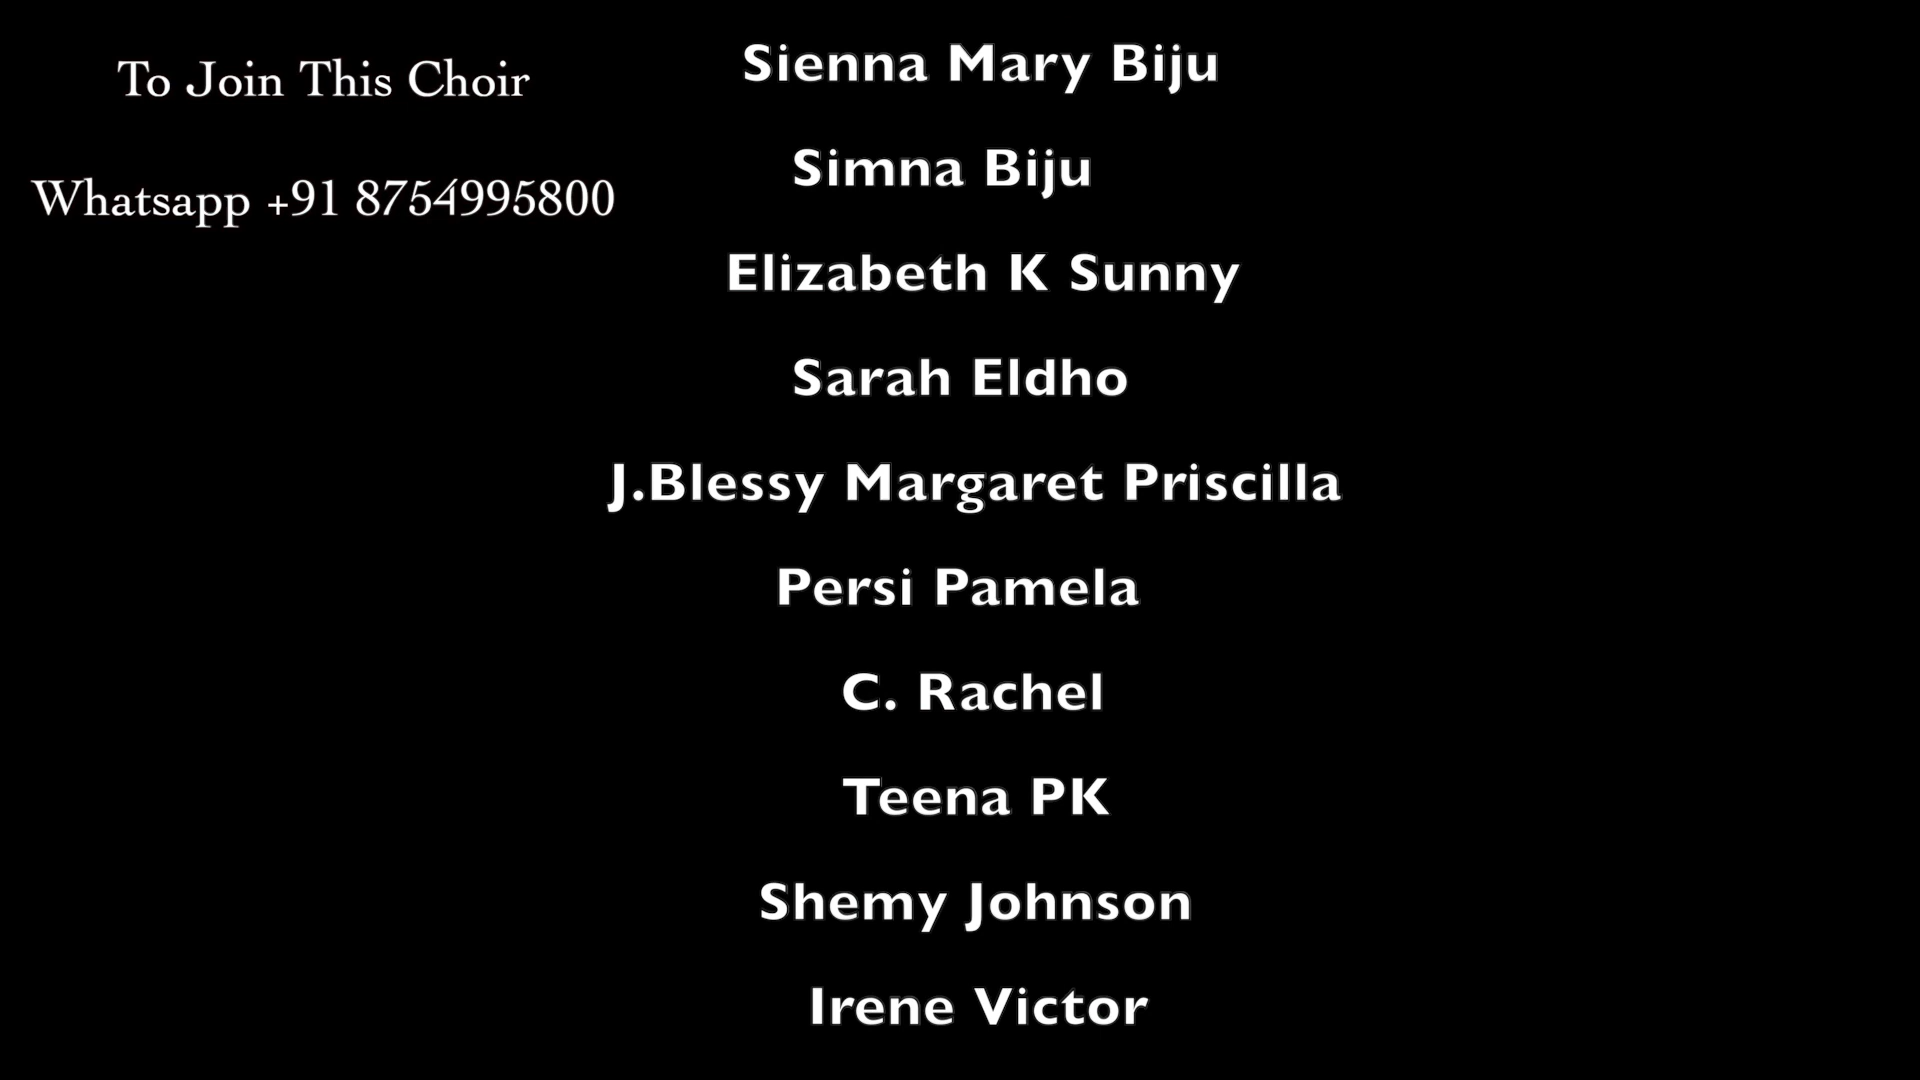 To Join This Choir
Whatsapp +91 8754995800
Sienna Mary Biju
Simna Biju
Elizabeth K Sunny
Sarah Eldho
J.Blessy Margaret Priscilla
Persi Pamela
C. Rachel
Teena PK
Shemy Johnson
Irene Victor